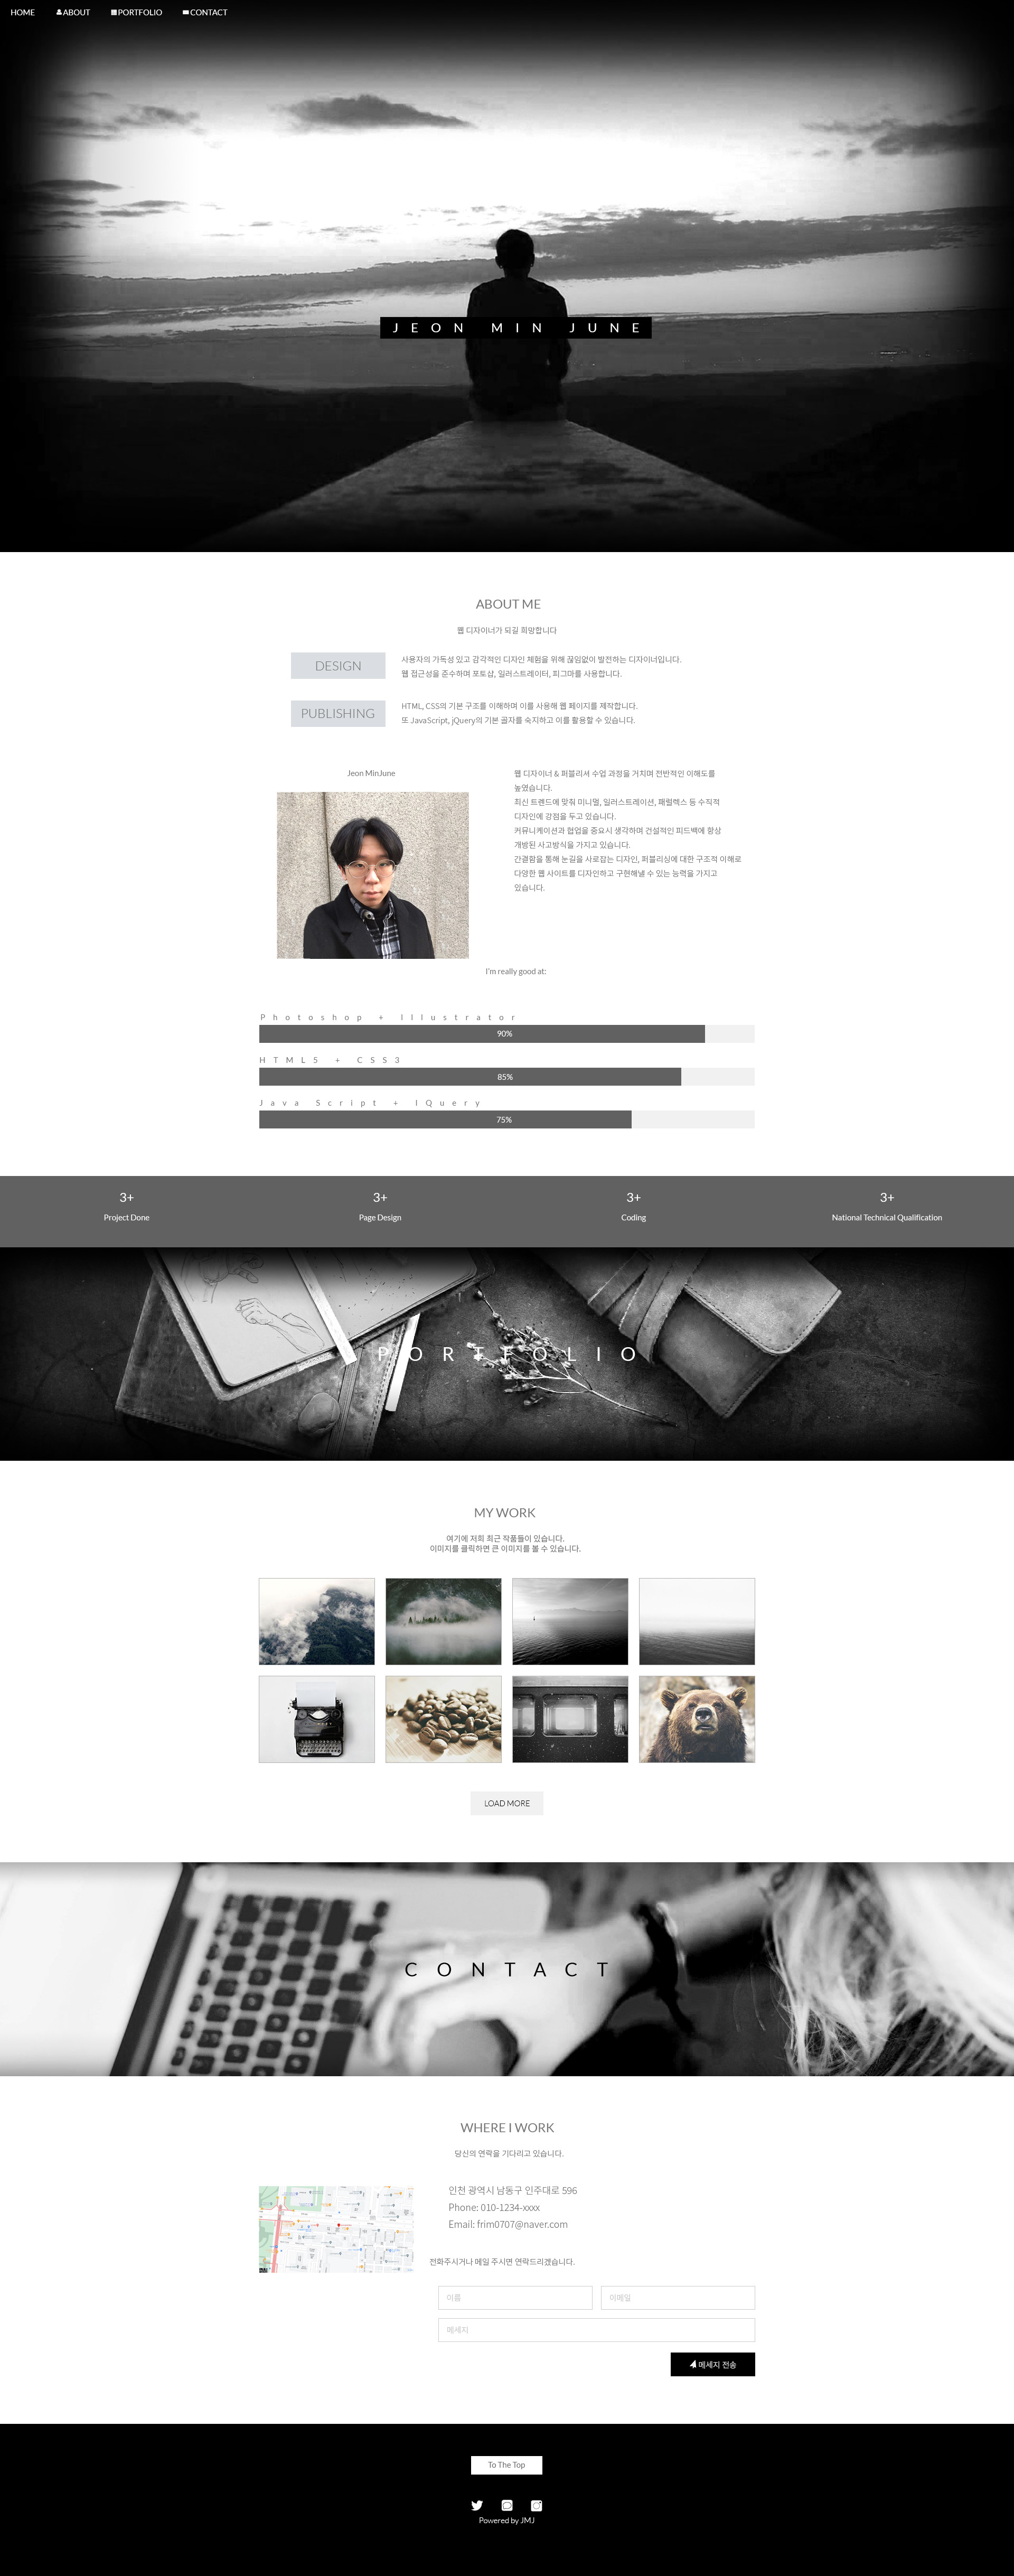 HOME ABOUT PORTFOLIO CONTACT
JEON MIN JUNE
ABOUT ME
웹 디자이너가 되길 희망합니다
DESIGN
사용자의 가독성 있고 감각적인 디자인 체험을 위해 끊임없이 발전하는 디자이너입니다.
웹 접근성을 준수하며 포토샵, 일러스트레이터, 피그마를 사용합니다.
PUBLISHING
HTML, CSS의 기본 구조를 이해하며 이를 사용해 웹 페이지를 제작합니다.
또 JavaScript, jQuery의 기본 골자를 숙지하고 이를 활용할 수 있습니다.
Jeon MinJune
웹 디자이너 & 퍼블리셔 수업 과정을 거치며 전반적인 이해도를
높였습니다.
최신 트렌드에 맞춰 미니멀, 일러스트레이션, 패럴렉스 등 수직적
디자인에 강점을 두고 있습니다.
커뮤니케이션과 협업을 중요시 생각하며 건설적인 피드백에 항상
개방된 사고방식을 가지고 있습니다.
간결함을 통해 눈길을 사로잡는 디자인, 퍼블리싱에 대한 구조적 이해로
다양한 웹 사이트를 디자인하고 구현해낼 수 있는 능력을 가지고
있습니다.
I'm really good at:
Photoshop + Illustrator
90%
HTML5 + CSS3
85%
Java Script + IQuery
75%
3+ 3+ 3+ 3+
Project Done Page Design Coding National Technical Qualification
PORTFOLIO
MY WORK
여기에 저희 최근 작품들이 있습니다.
이미지를 클릭하면 큰 이미지를 볼 수 있습니다.
LOAD MORE
CONTACT
WHERE I WORK
당신의 연락을 기다리고 있습니다.
인천 광역시 남동구 인주대로 596
Phone: 010-1234-xxxx
Email: frim0707@naver.com
전화주시거나 메일 주시면 연락드리겠습니다.
이름 이메일
메세지
메세지 전송
To The Top
Powered by JMJ